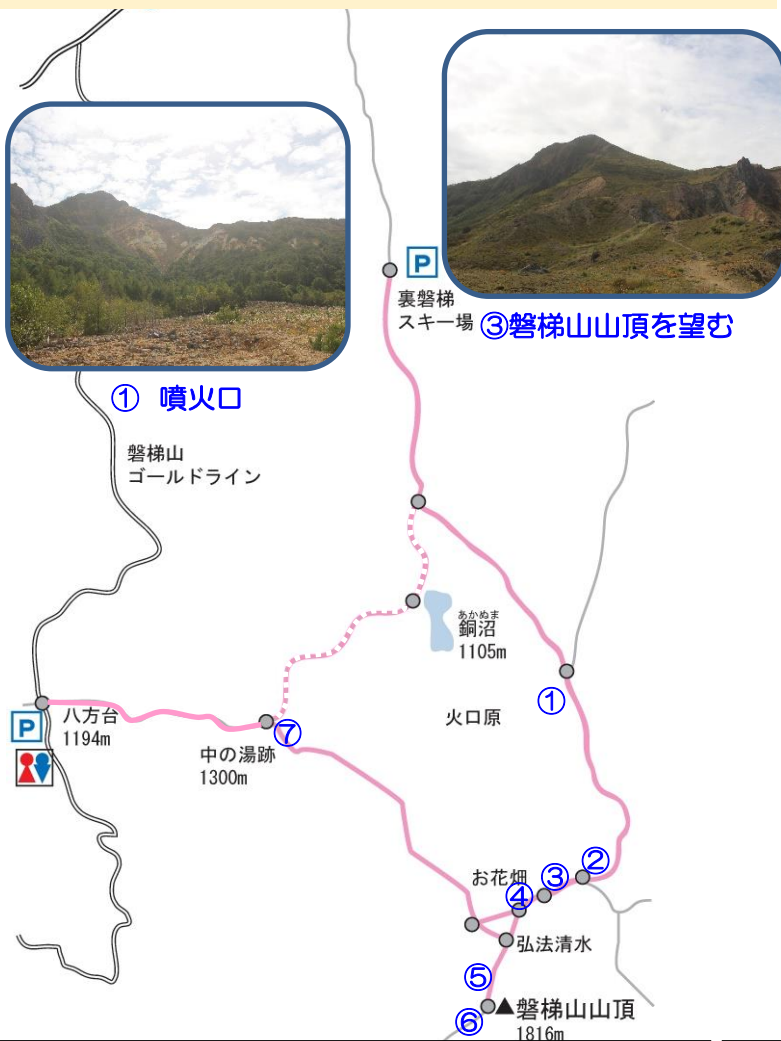 P
裏磐梯
スキー場
③磐梯山山頂を望む
① 噴火口
磐梯山
ゴールドライン
あかぬま
銅沼
1105m
①
火口原
八方台
1194m
P
⑦
中の湯跡
1300m
②
お花畑
③
④
弘法清水
⑤
⑥
▲磐梯山山頂
1816m